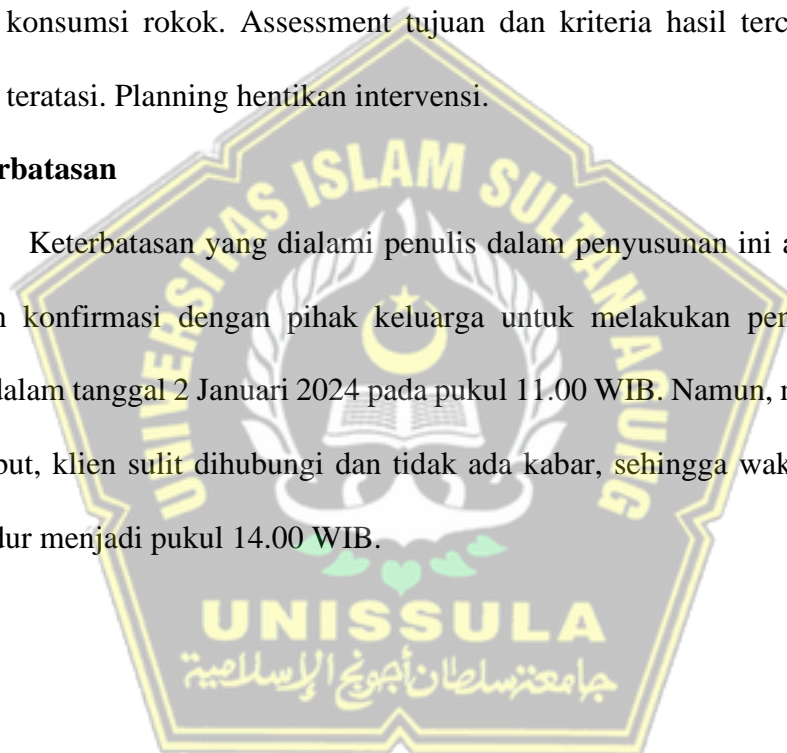 konsumsi rokok. Assessment tujuan dan kriteria hasil terc
teratasi. Planning hentikan intervensi.
rbatasan
Keterbatasan yang dialami penulis dalam penyusunan ini a
n konfirmasi dengan pihak keluarga untuk melakukan pen
dalam tanggal 2 Januari 2024 pada pukul 11.00 WIB. Namun, n
but, klien sulit dihubungi dan tidak ada kabar, sehingga wak
dur menjadi pukul 14.00 WIB.
UNIVERSITAS ISLAM SULTAN AGUNG
UNISSULA
جامعة سلطان أجونج الإسلامية